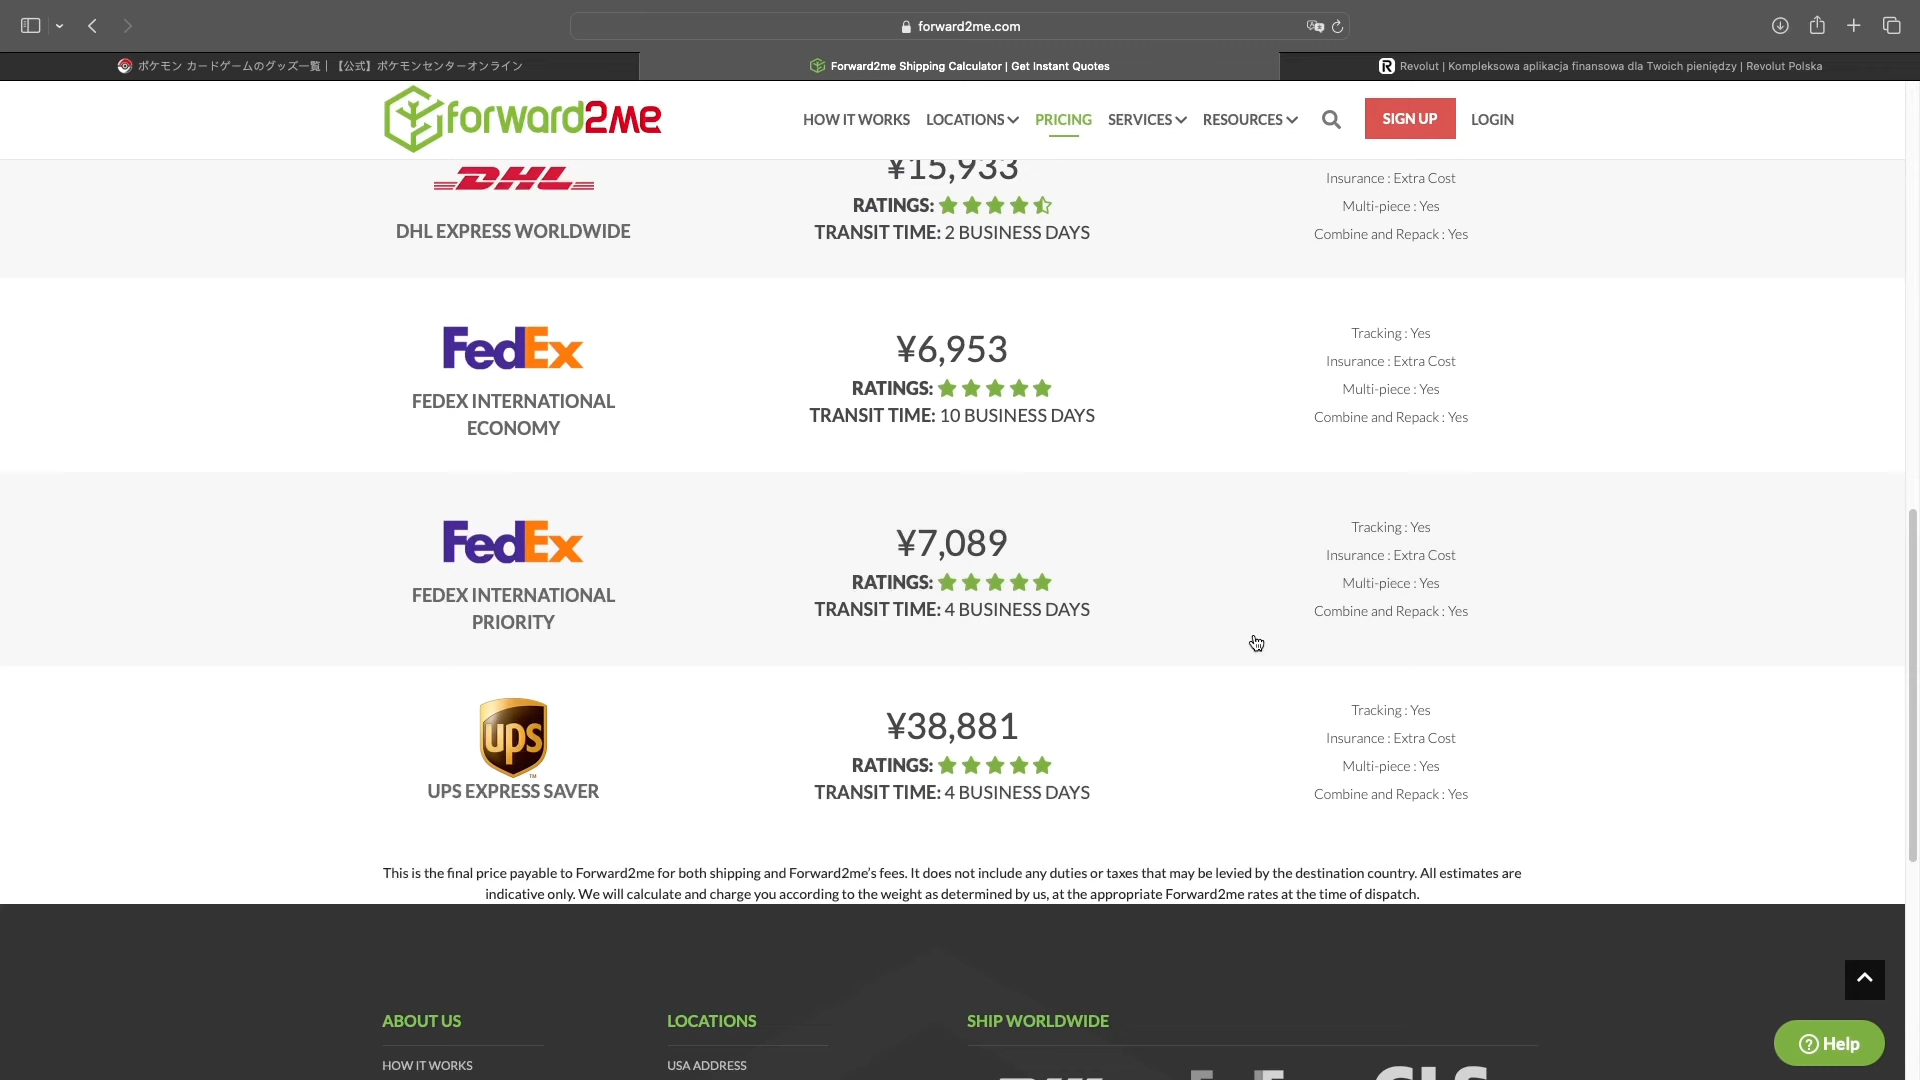 forward2me.com
ポケモン カードゲームのグッズ一覧 | 【公式】ポケモンセンターオンライン
Forward2me Shipping Calculator | Get Instant Quotes
Revolut | Kompleksowa aplikacja finansowa dla Twoich pieniędzy | Revolut Polska
forward2me
HOW IT WORKS
LOCATIONS
PRICING
SERVICES
RESOURCES
SIGN UP
LOGIN
DHL
DHL EXPRESS WORLDWIDE
¥15,933
RATINGS:
TRANSIT TIME: 2 BUSINESS DAYS
Insurance : Extra Cost
Multi-piece : Yes
Combine and Repack : Yes
FedEx
FEDEX INTERNATIONAL
ECONOMY
¥6,953
RATINGS:
TRANSIT TIME: 10 BUSINESS DAYS
Tracking : Yes
Insurance : Extra Cost
Multi-piece : Yes
Combine and Repack : Yes
FedEx
FEDEX INTERNATIONAL
PRIORITY
¥7,089
RATINGS:
TRANSIT TIME: 4 BUSINESS DAYS
Tracking : Yes
Insurance : Extra Cost
Multi-piece : Yes
Combine and Repack : Yes
ups
TM
UPS EXPRESS SAVER
¥38,881
RATINGS:
TRANSIT TIME: 4 BUSINESS DAYS
Tracking : Yes
Insurance : Extra Cost
Multi-piece : Yes
Combine and Repack : Yes
This is the final price payable to Forward2me for both shipping and Forward2me's fees. It does not include any duties or taxes that may be levied by the destination country. All estimates are
indicative only. We will calculate and charge you according to the weight as determined by us, at the appropriate Forward2me rates at the time of dispatch.
ABOUT US
HOW IT WORKS
LOCATIONS
USA ADDRESS
SHIP WORLDWIDE
Help